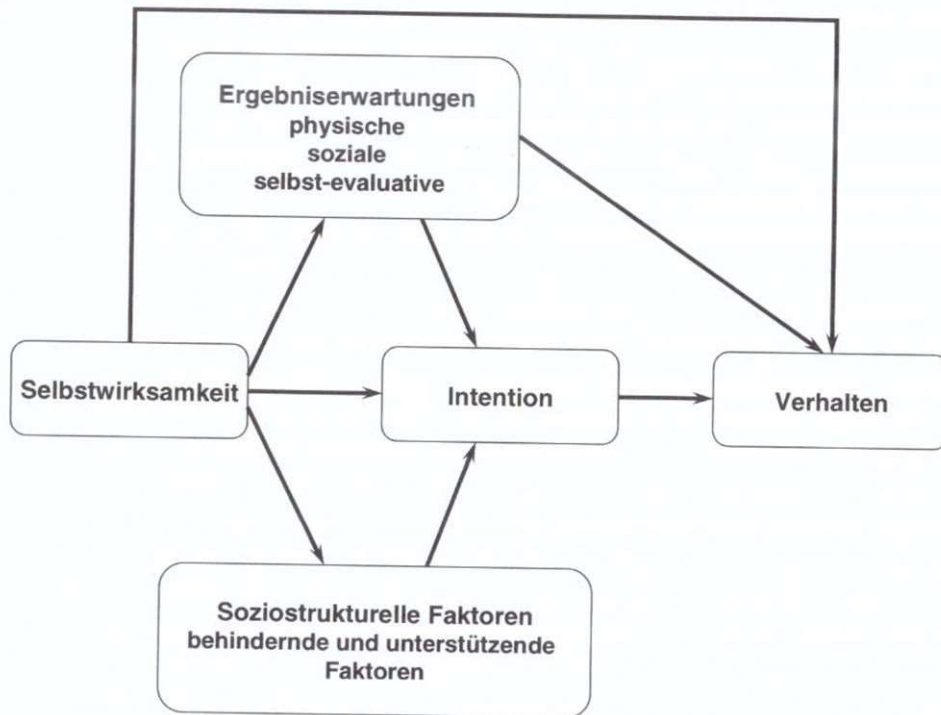 Ergebniserwartungen
physische
soziale
selbst-evaluative
Selbstwirksamkeit
Intention
Verhalten
Soziostrukturelle Faktoren
behindernde und unterstützende
Faktoren